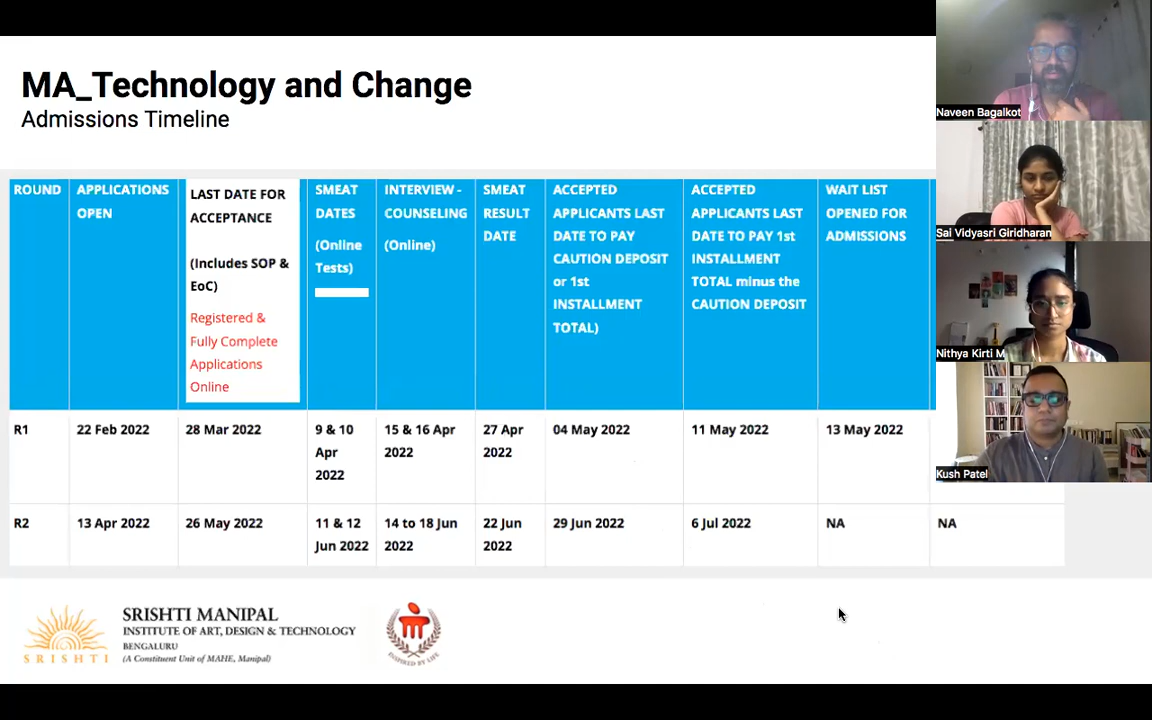 MA_Technology and Change
Admissions Timeline
ROUND
APPLICATIONS
OPEN
LAST DATE FOR
ACCEPTANCE
(Includes SOP &
EoC)
Registered &
Fully Complete
Applications
Online
SMEAT
DATES
(Online
Tests)
INTERVIEW -
COUNSELING
(Online)
SMEAT
RESULT
DATE
ACCEPTED
APPLICANTS LAST
DATE TO PAY
CAUTION DEPOSIT
or 1st
INSTALLMENT
TOTAL)
ACCEPTED
APPLICANTS LAST
DATE TO PAY 1st
INSTALLMENT
TOTAL minus the
CAUTION DEPOSIT
WAIT LIST
OPENED FOR
ADMISSIONS
R1
22 Feb 2022
28 Mar 2022
9 & 10
Apr
2022
15 & 16 Apr
2022
27 Apr
2022
04 May 2022
11 May 2022
13 May 2022
R2
13 Apr 2022
26 May 2022
11 & 12
Jun 2022
14 to 18 Jun
2022
22 Jun
2022
29 Jun 2022
6 Jul 2022
NA
NA
SRISHTI
SRISHTI MANIPAL
INSTITUTE OF ART, DESIGN & TECHNOLOGY
BENGALURU
(A Constituent Unit of MAHE, Manipal)
INSPIRED BY LIFE
Naveen Bagalkot
Sai Vidyasri Giridharan
Nithya Kirti M
Kush Patel